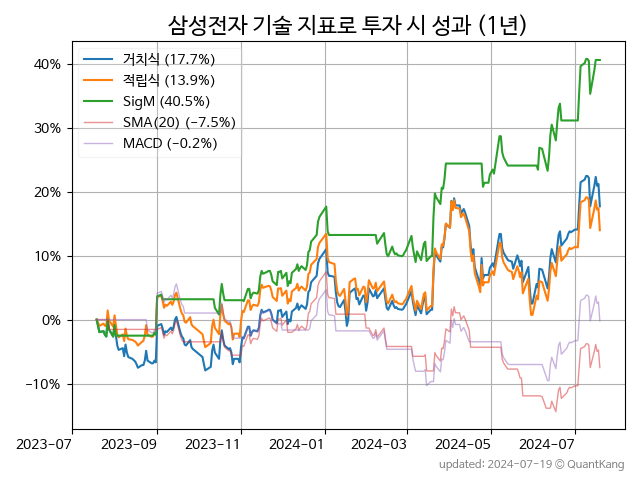 삼성전자 기술 지표로 투자 시 성과 (1년)
거치식 (17.7%)
적립식 (13.9%)
SigM (40.5%)
SMA(20) (−7.5%)
MACD (−0.2%)
40%
30%
20%
10%
0%
−10%
2023-07 2023-09 2023-11 2024-01 2024-03 2024-05 2024-07
updated: 2024-07-19 © QuantKang